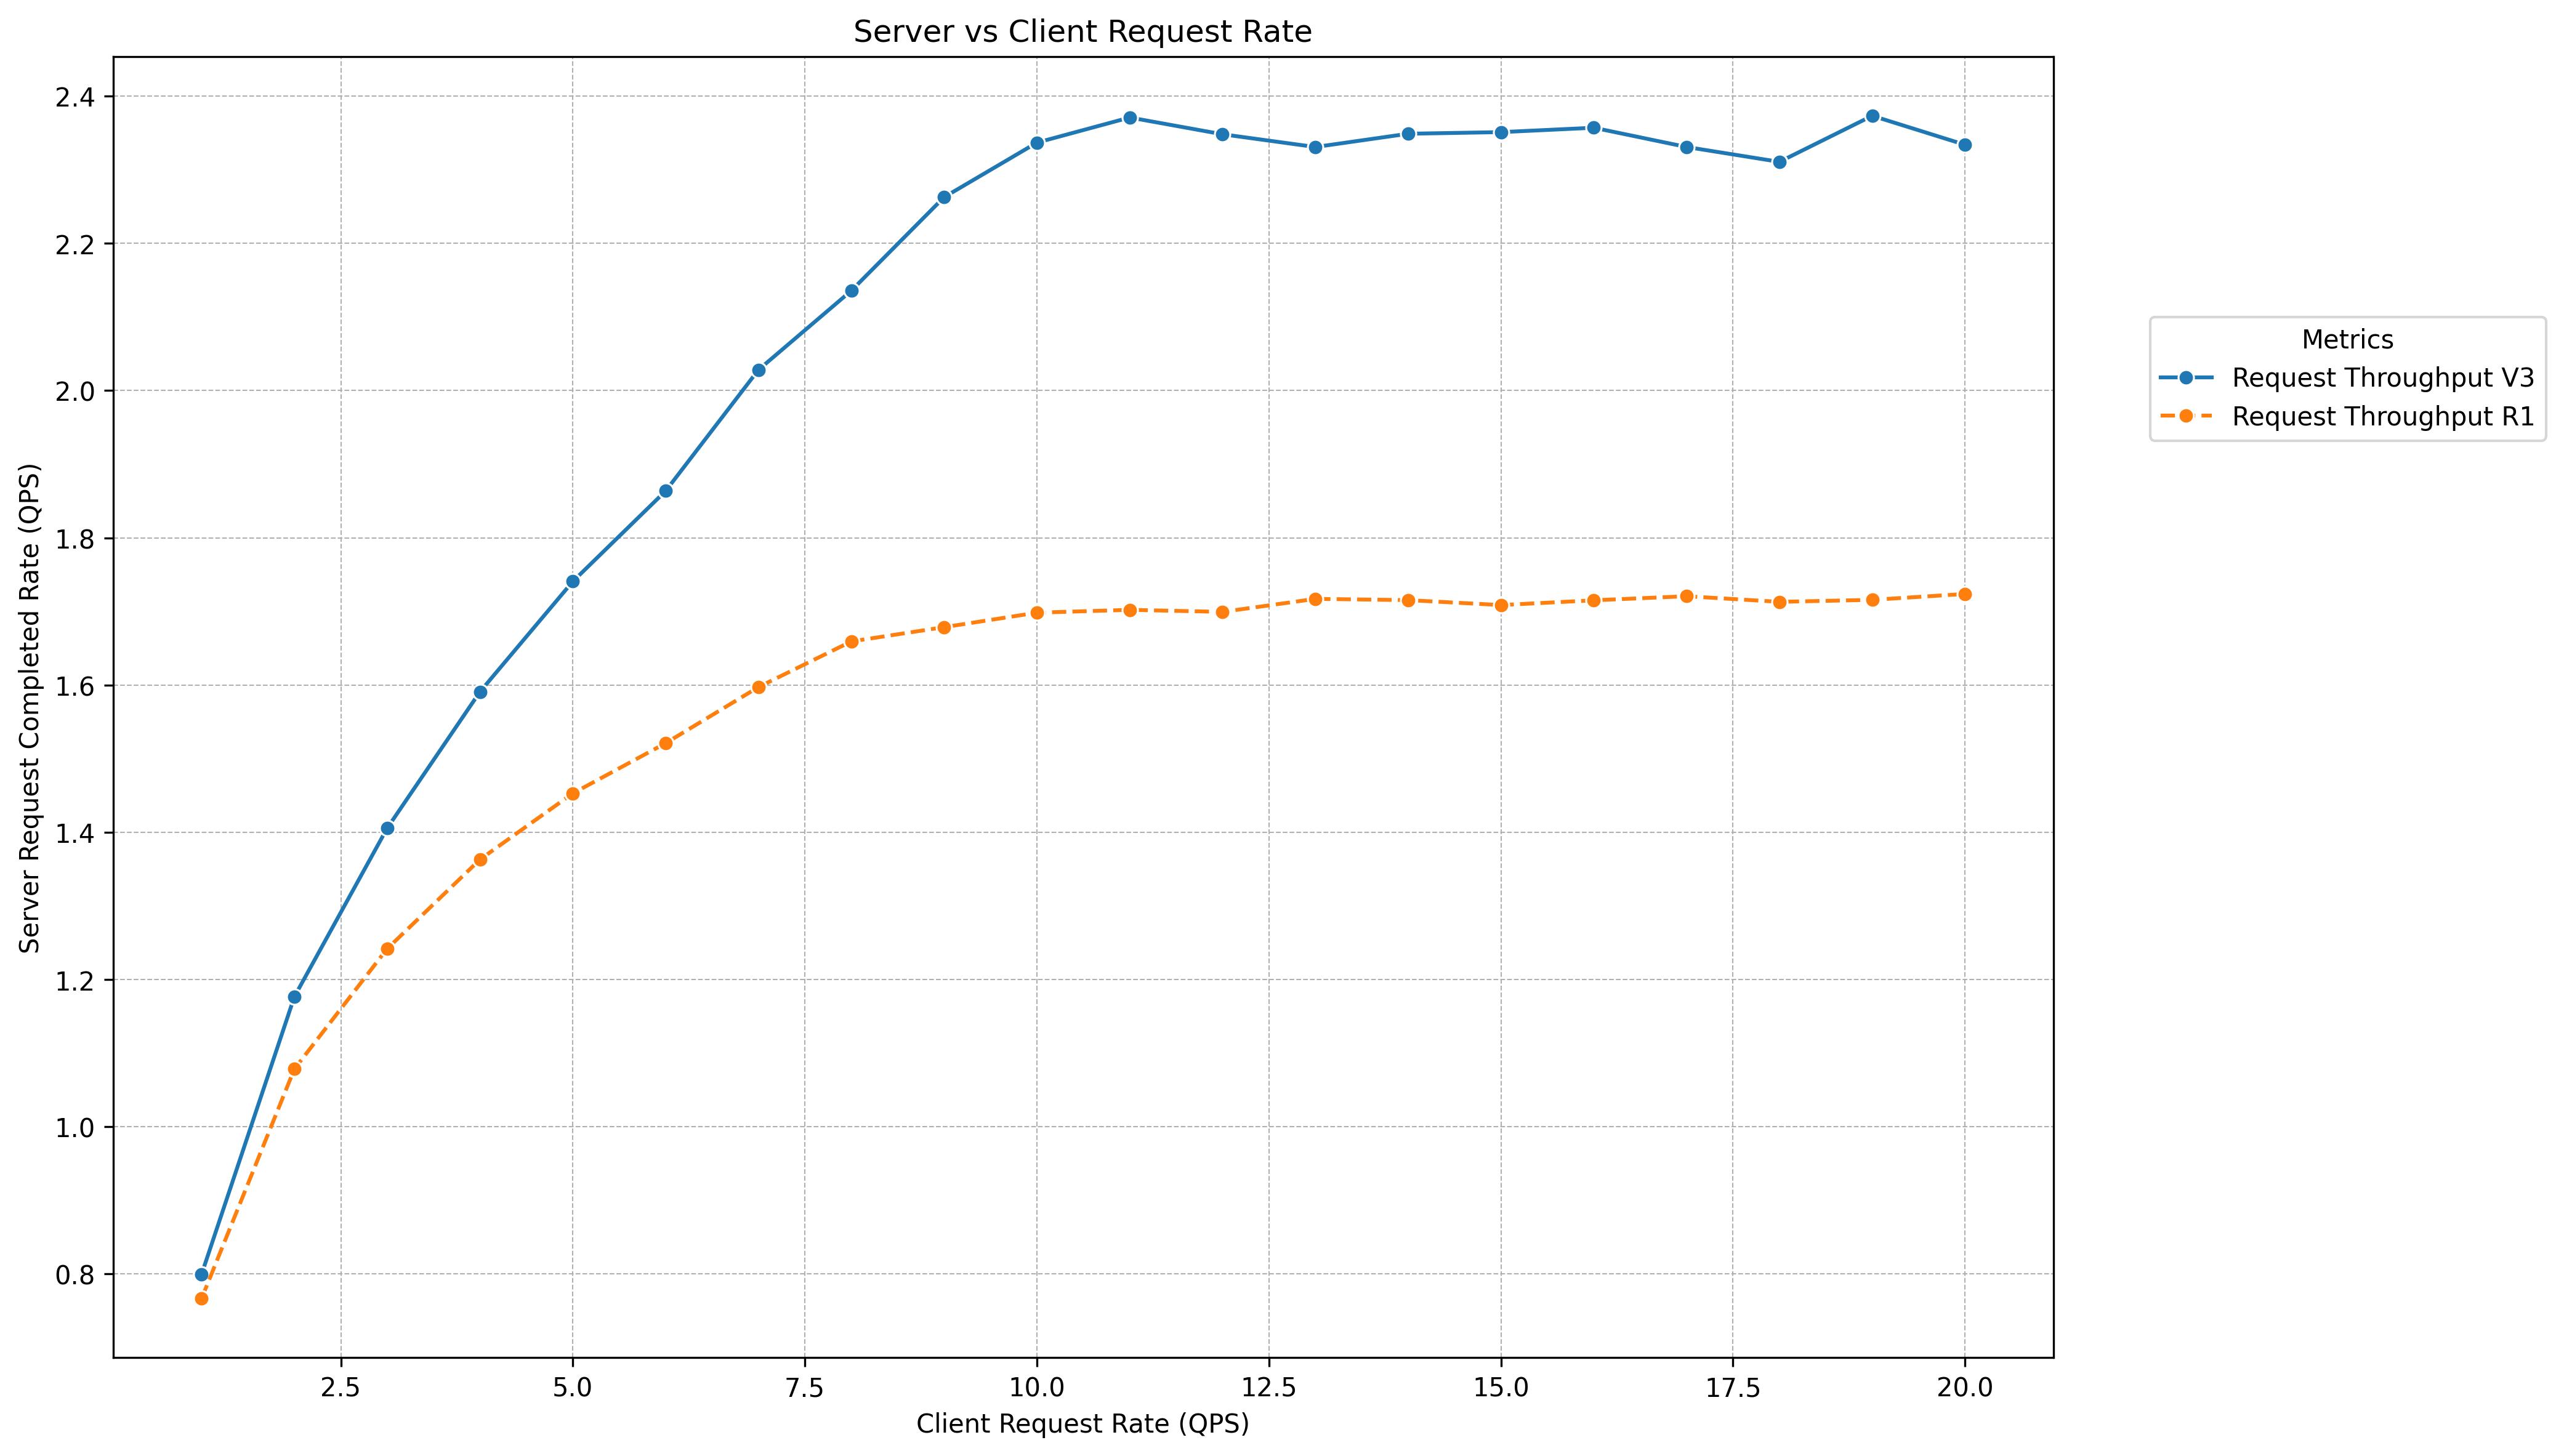 Server vs Client Request Rate
Server Request Completed Rate (QPS)
2.4
2.2
2.0
1.8
1.6
1.4
1.2
1.0
0.8
2.5
5.0
7.5
10.0
12.5
15.0
17.5
20.0
Client Request Rate (QPS)
Metrics
Request Throughput V3
Request Throughput R1